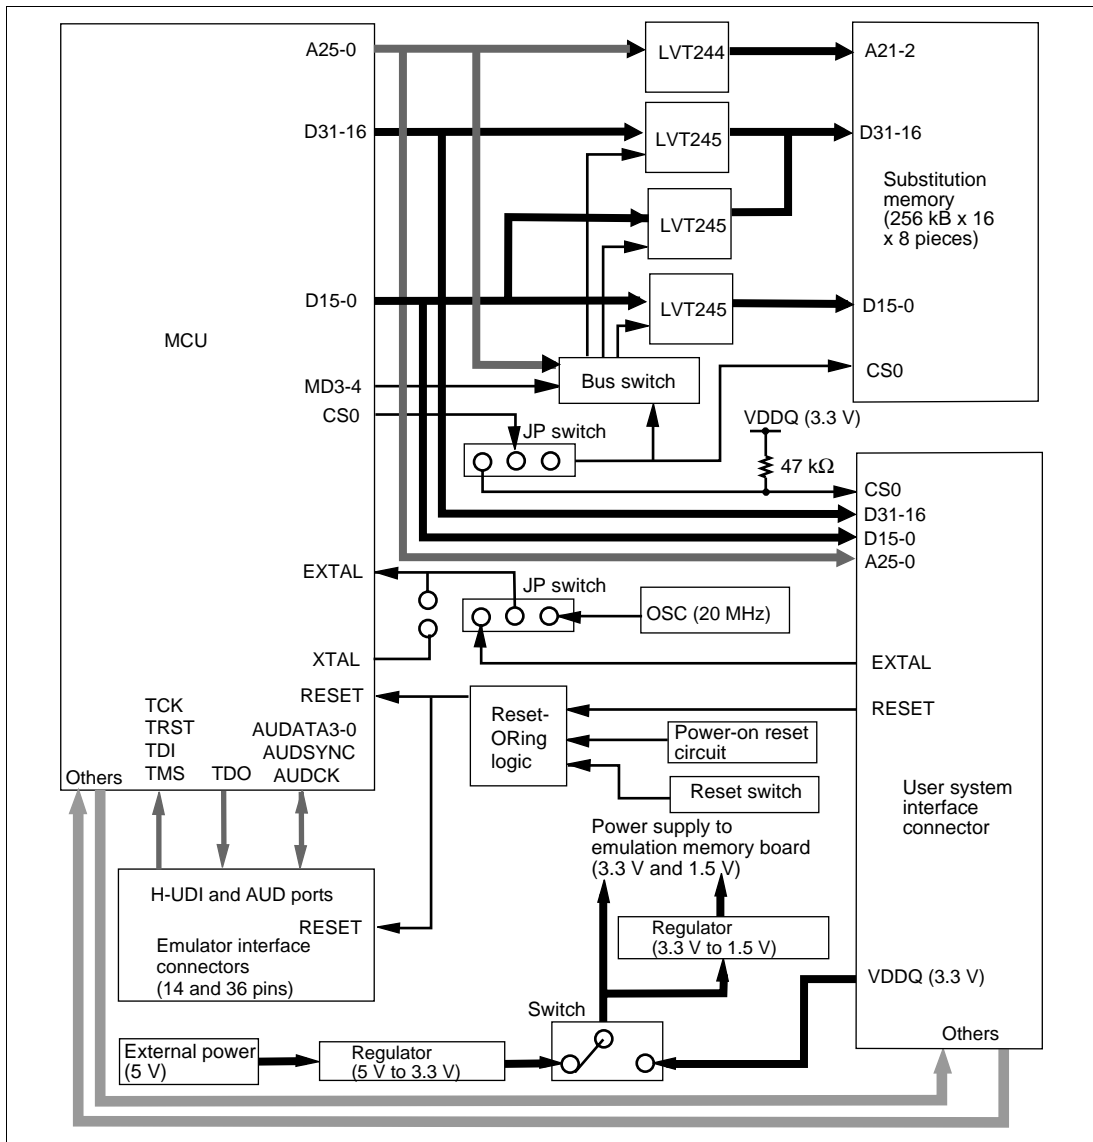 A25-0
LVT244
A21-2
D31-16
LVT245
D31-16
Substitution
memory
(256 kB x 16
x 8 pieces)
LVT245
D15-0
LVT245
D15-0
MCU
MD3-4
Bus switch
CS0
CS0
JP switch
VDDQ (3.3 V)
47 kΩ
CS0
D31-16
D15-0
A25-0
EXTAL
JP switch
OSC (20 MHz)
XTAL
EXTAL
RESET
Reset-
ORing
logic
RESET
Power-on reset
circuit
Reset switch
TCK
TRST
TDI
TMS
TDO
AUDATA3-0
AUDSYNC
AUDCK
Others
User system
interface
connector
Power supply to
emulation memory board
(3.3 V and 1.5 V)
H-UDI and AUD ports
RESET
Emulator interface
connectors
(14 and 36 pins)
Regulator
(3.3 V to 1.5 V)
VDDQ (3.3 V)
Switch
Others
External power
(5 V)
Regulator
(5 V to 3.3 V)